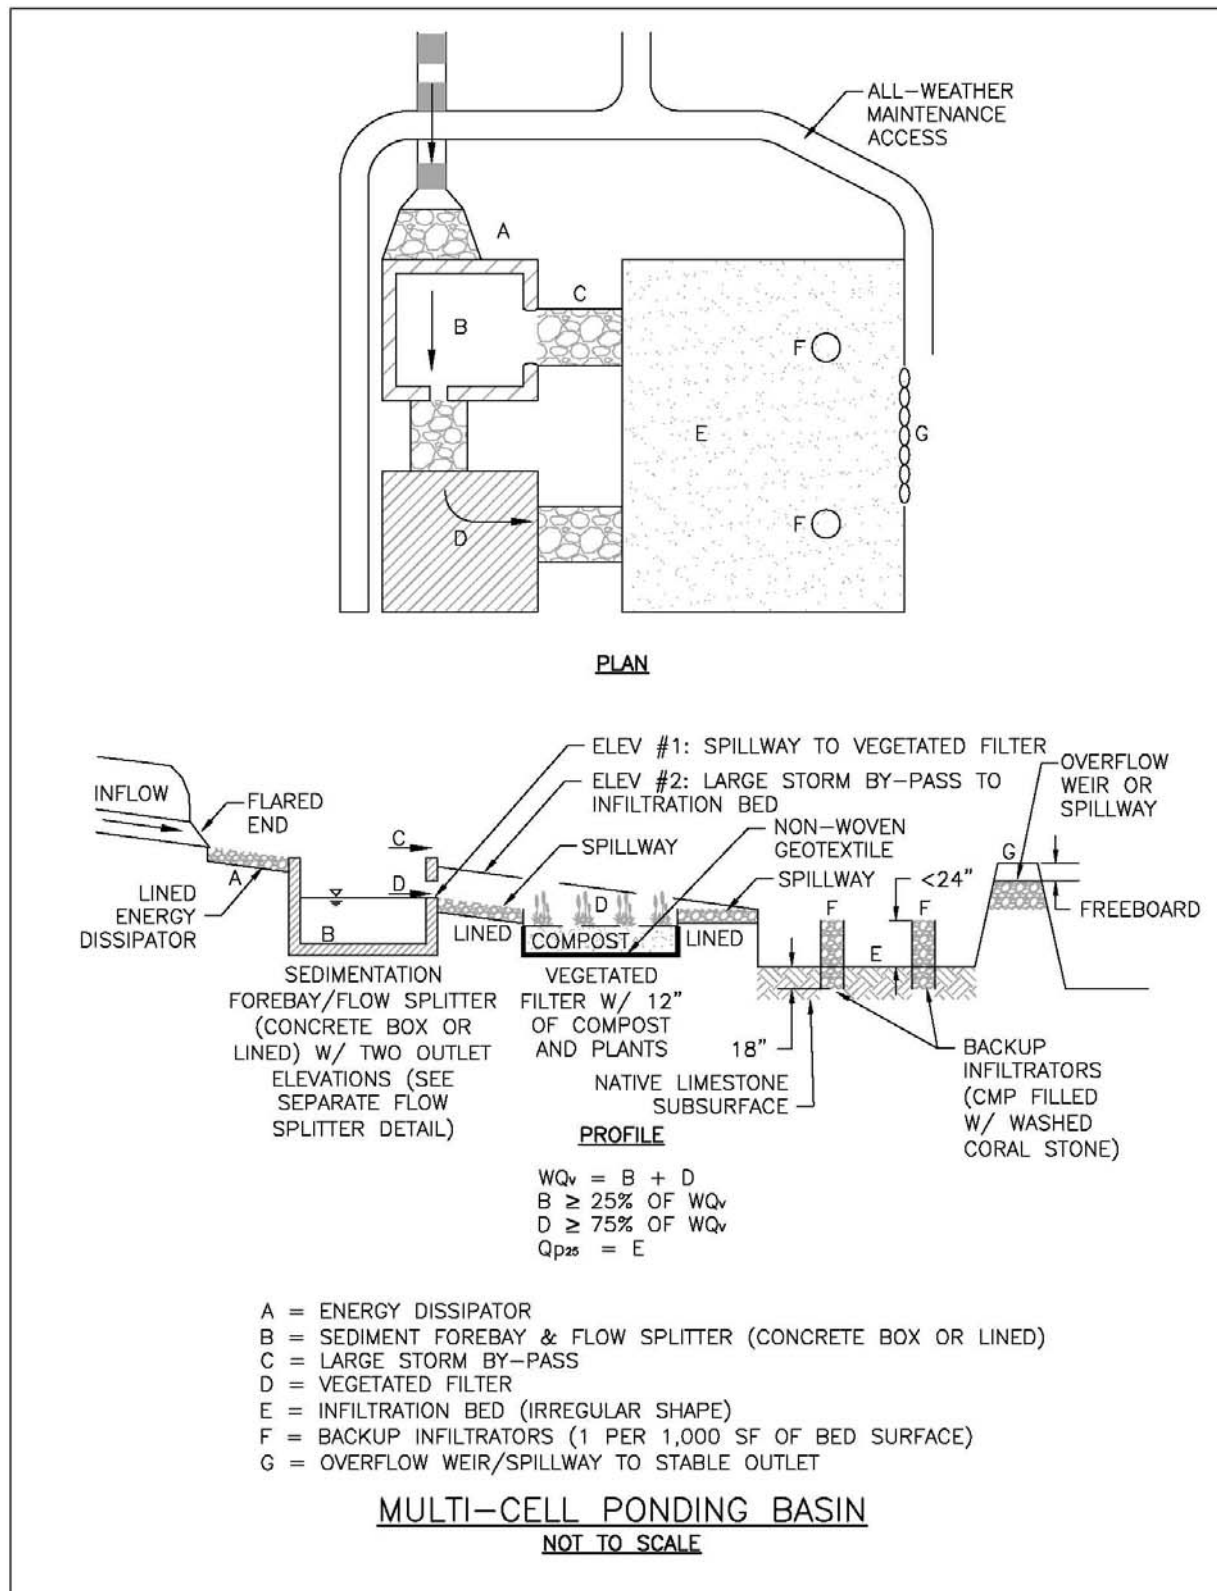 ALL-WEATHER
MAINTENANCE
ACCESS
A
C
B
F
E
G
F
D
PLAN
ELEV #1: SPILLWAY TO VEGETATED FILTER
ELEV #2: LARGE STORM BY-PASS TO
INFILTRATION BED
OVERFLOW
WEIR OR
SPILLWAY
INFLOW
FLARED
END
NON-WOVEN
GEOTEXTILE
C
SPILLWAY
G
A
D
D
SPILLWAY
<24"
FREEBOARD
LINED
ENERGY
DISSIPATOR
B
LINED
COMPOST
LINED
F
E
F
SEDIMENTATION
FOREBAY/FLOW SPLITTER
(CONCRETE BOX OR
LINED) W/ TWO OUTLET
ELEVATIONS (SEE
SEPARATE FLOW
SPLITTER DETAIL)
VEGETATED
FILTER W/ 12"
OF COMPOST
AND PLANTS
18"
NATIVE LIMESTONE
SUBSURFACE
BACKUP
INFILTRATORS
(CMP FILLED
W/ WASHED
CORAL STONE)
PROFILE
WQv = B + D
B ≥ 25% OF WQv
D ≥ 75% OF WQv
Qp25 = E
A = ENERGY DISSIPATOR
B = SEDIMENT FOREBAY & FLOW SPLITTER (CONCRETE BOX OR LINED)
C = LARGE STORM BY-PASS
D = VEGETATED FILTER
E = INFILTRATION BED (IRREGULAR SHAPE)
F = BACKUP INFILTRATORS (1 PER 1,000 SF OF BED SURFACE)
G = OVERFLOW WEIR/SPILLWAY TO STABLE OUTLET
MULTI-CELL PONDING BASIN
NOT TO SCALE